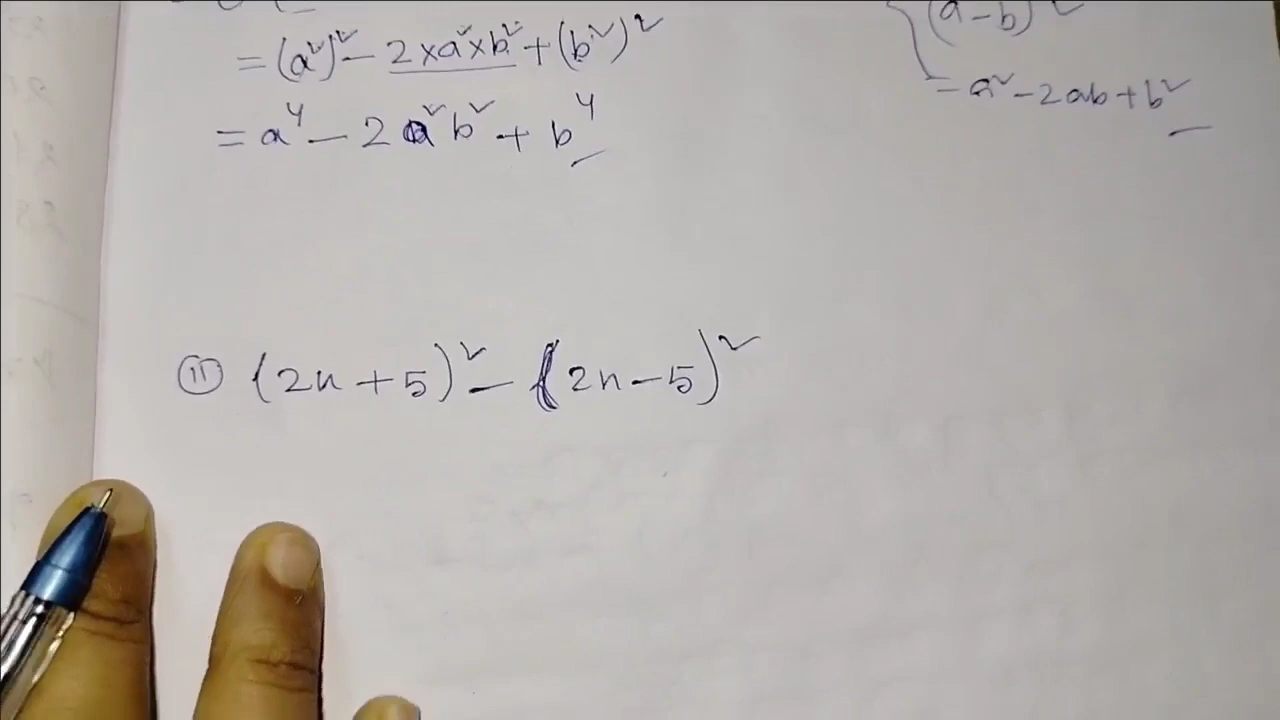 = (a²)² - 2×a²×b² + (b²)²
= a⁴ - 2a²b² + b⁴
(a-b)²
= a² - 2ab + b²
(ii) (2n + 5)² - (2n - 5)²